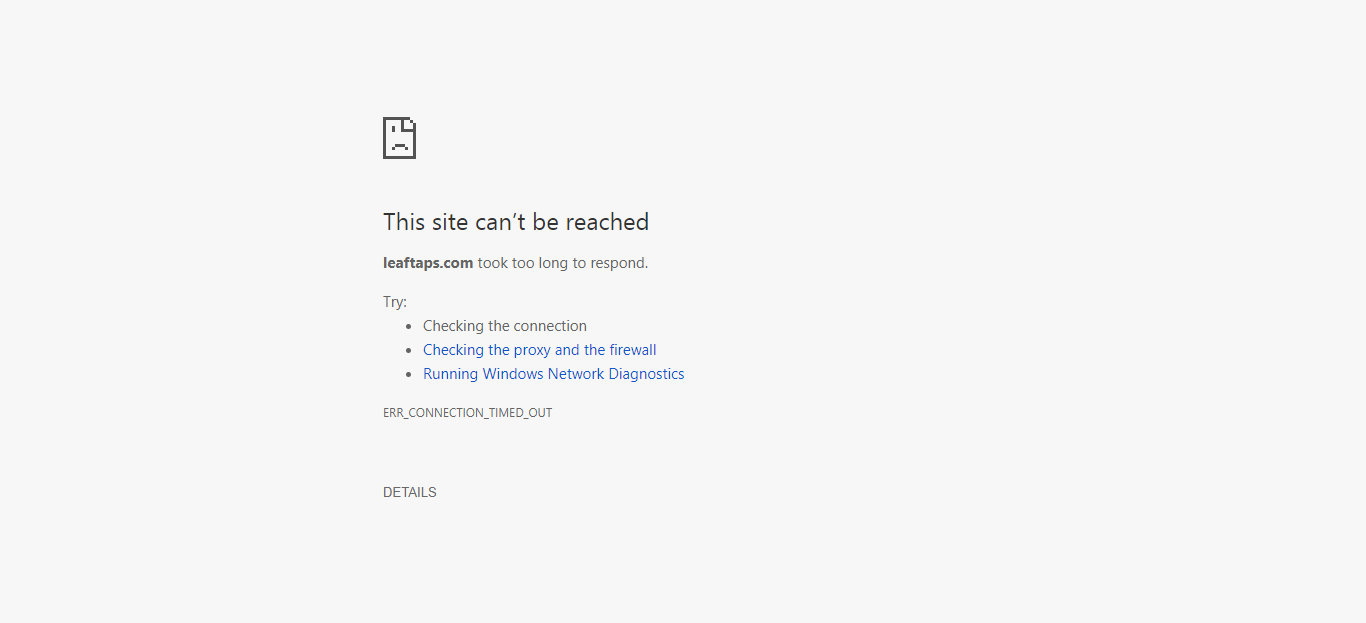 This site can’t be reached
leaftaps.com took too long to respond.
Try:
Checking the connection
Checking the proxy and the firewall
Running Windows Network Diagnostics
ERR_CONNECTION_TIMED_OUT
DETAILS